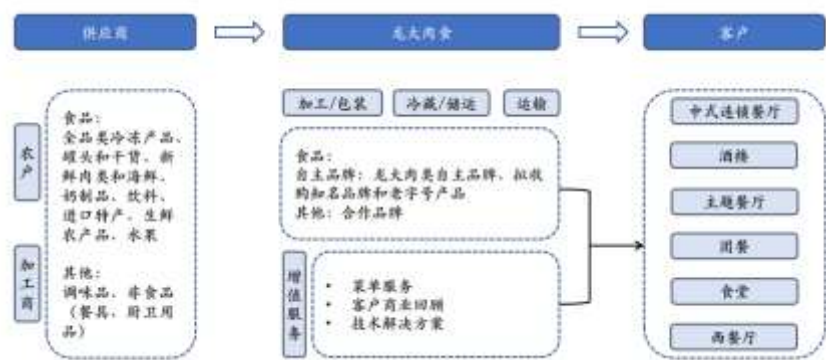 供应商
龙大肉食
客户
农户
加工商
食品：
全品类冷冻产品、
罐头和干货、新
鲜肉类和海鲜、
奶制品、饮料、
进口特产、生鲜
农产品、水果
其他：
调味品、非食品
（餐具、厨卫用
品）
加工/包装
冷藏/储运
运输
食品：
自主品牌：龙大肉类自主品牌、拟收
购知名品牌和老字号产品
其他：合作品牌
增值服务
• 菜单服务
• 客户商业回顾
• 技术解决方案
中式连锁餐厅
酒楼
主题餐厅
团餐
食堂
西餐厅